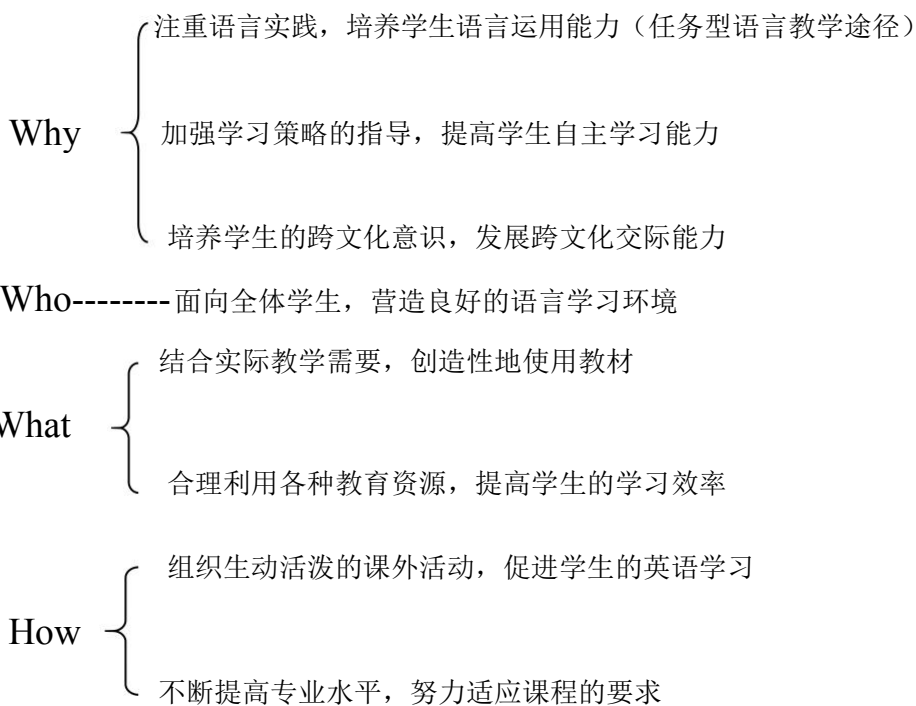 注重语言实践，培养学生语言运用能力（任务型语言教学途径）
Why 加强学习策略的指导，提高学生自主学习能力
培养学生的跨文化意识，发展跨文化交际能力
Who--------面向全体学生，营造良好的语言学习环境
结合实际教学需要，创造性地使用教材
What
合理利用各种教育资源，提高学生的学习效率
组织生动活泼的课外活动，促进学生的英语学习
How
不断提高专业水平，努力适应课程的要求